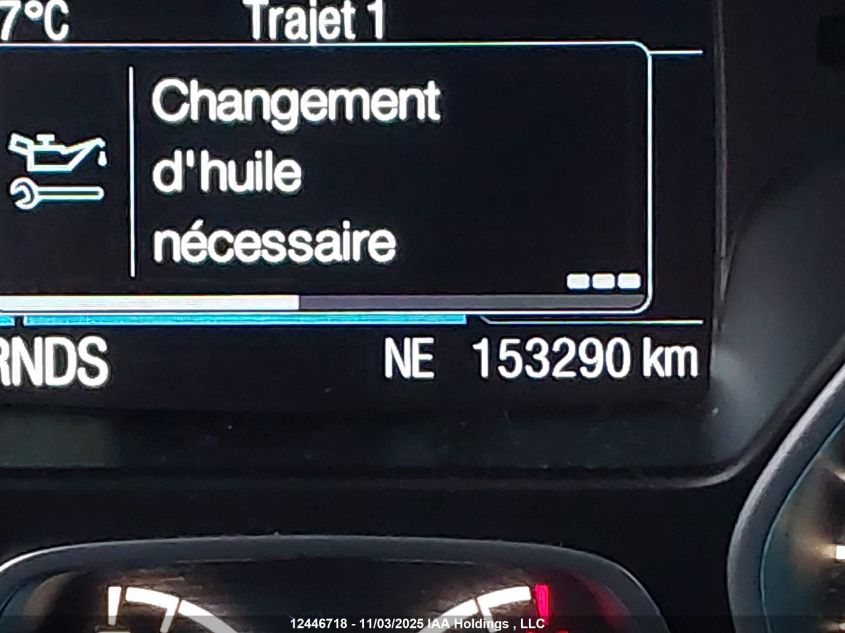 7°C Trajet 1
Changement
d'huile
nécessaire
RNDS NE 153290 km
12446718 - 11/03/2025 IAA Holdings , LLC